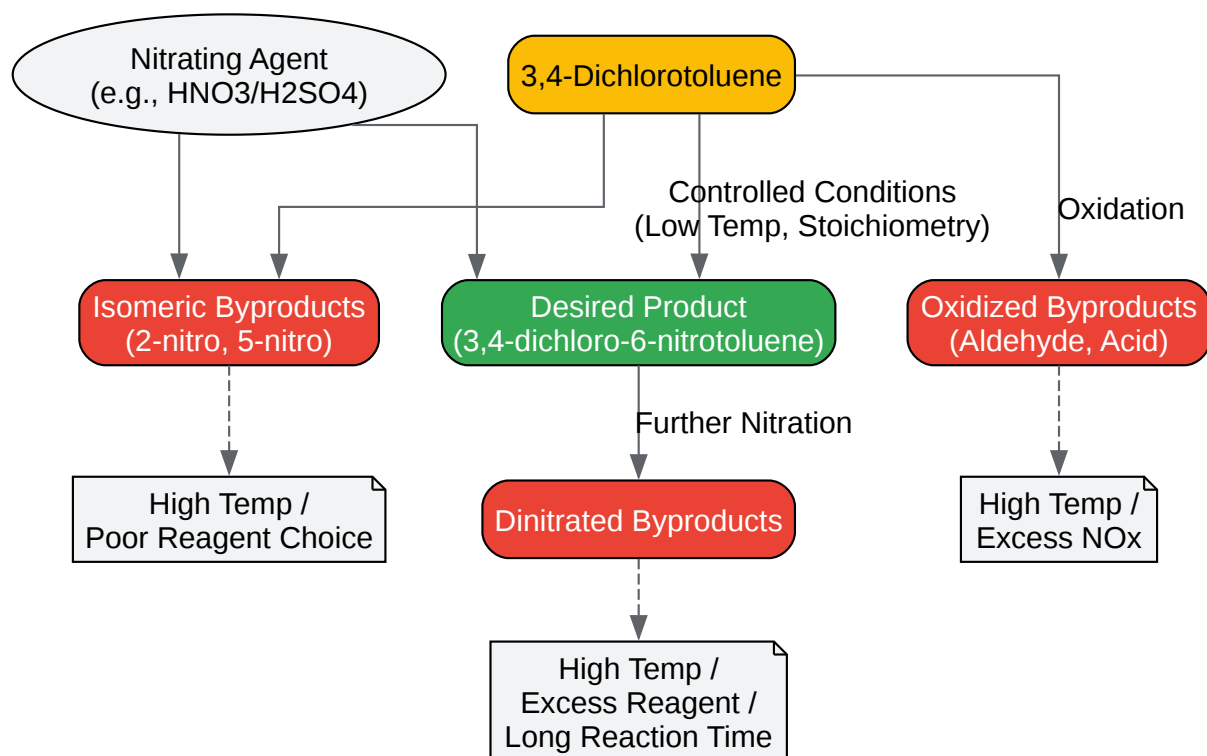 Nitrating Agent
(e.g., HNO3/H2SO4)
3,4-Dichlorotoluene
Controlled Conditions
(Low Temp, Stoichiometry)
Oxidation
Isomeric Byproducts
(2-nitro, 5-nitro)
Desired Product
(3,4-dichloro-6-nitrotoluene)
Oxidized Byproducts
(Aldehyde, Acid)
Further Nitration
High Temp /
Poor Reagent Choice
Dinitrated Byproducts
High Temp /
Excess NOx
High Temp /
Excess Reagent /
Long Reaction Time